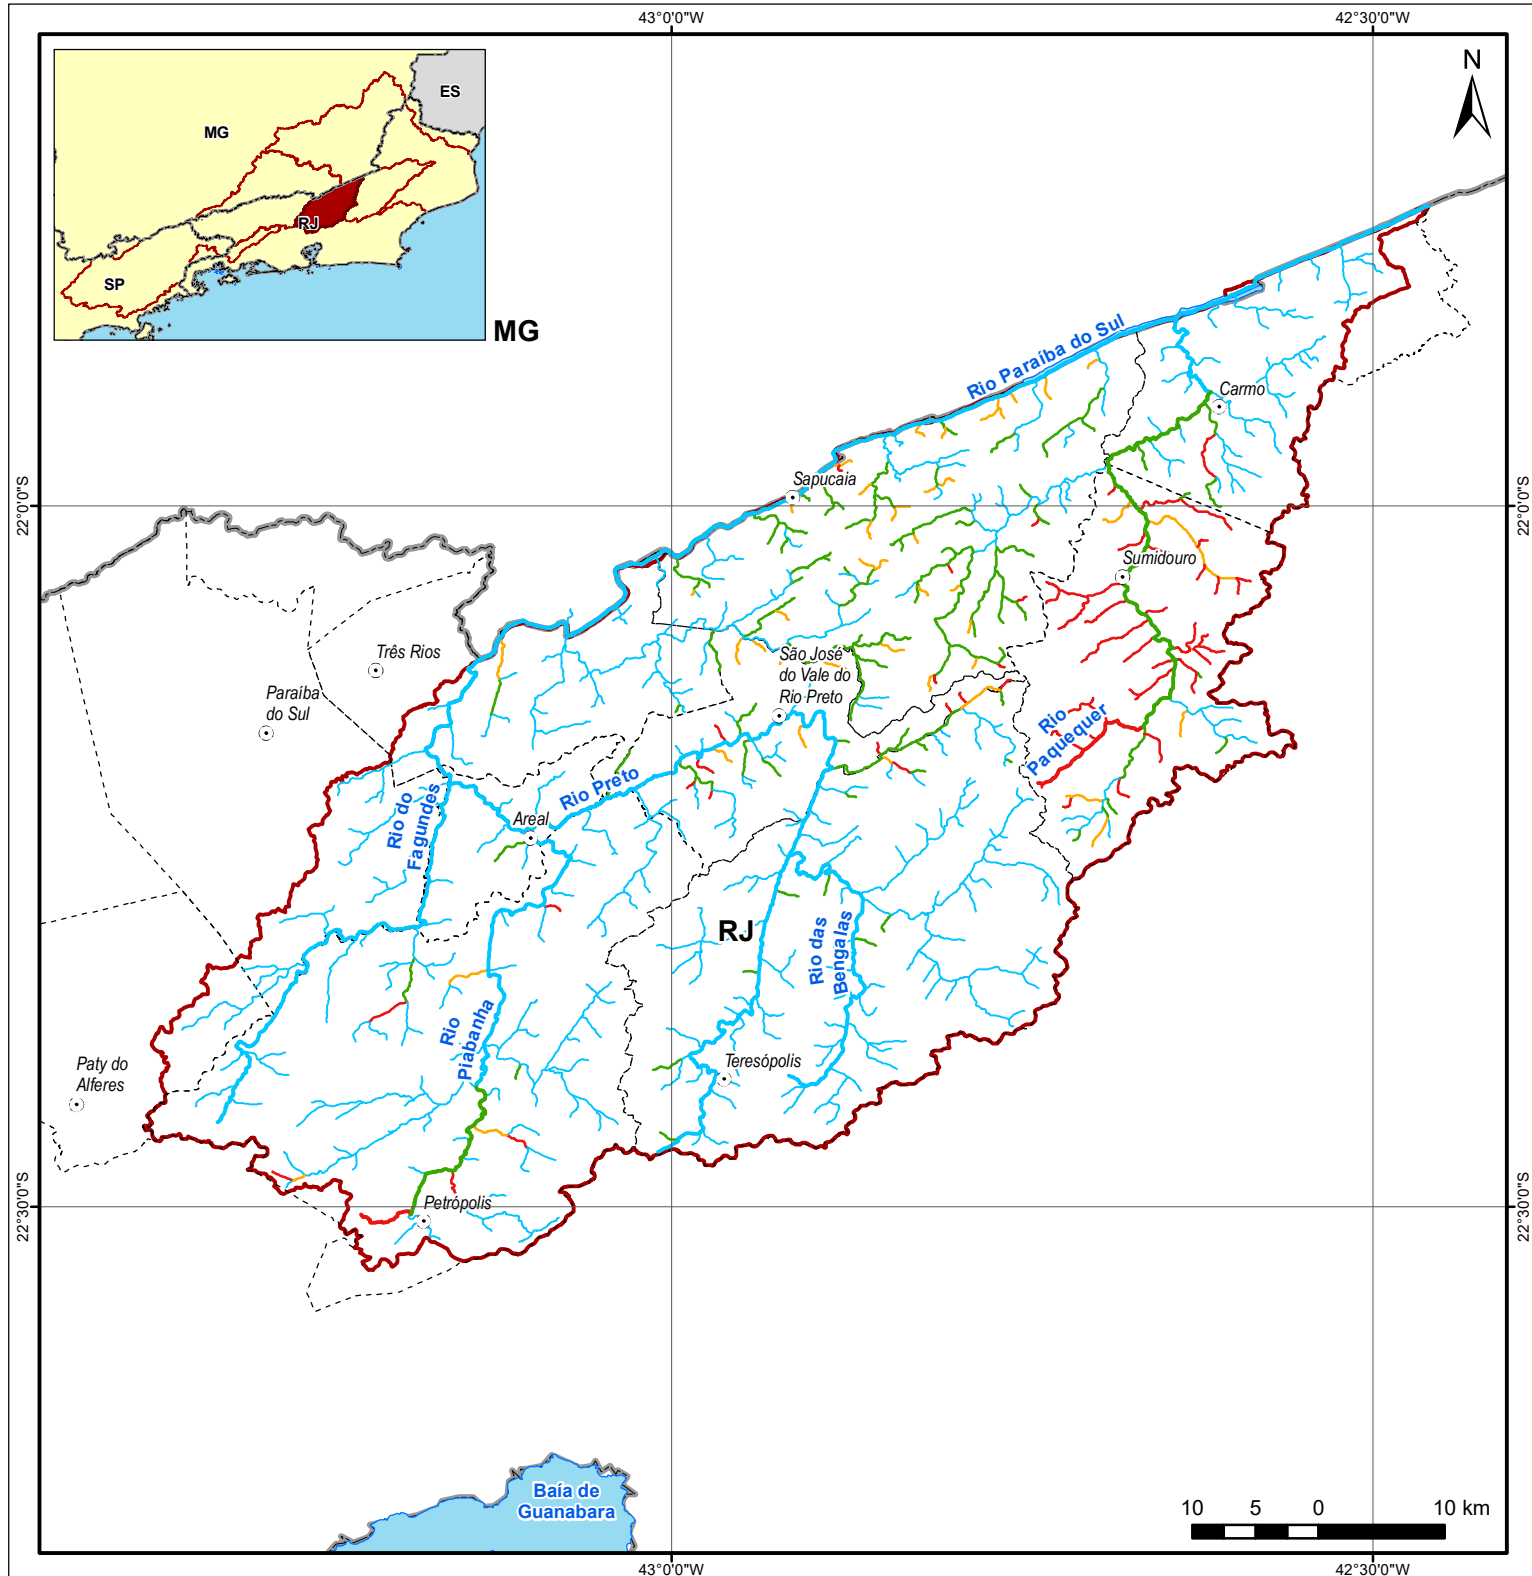 43°0'0"W
42°30'0"W
N
ES
MG
RJ
SP
MG
Rio Paraíba do Sul
Carmo
Sapucaia
22°0'0"S
22°0'0"S
Sumidouro
Três Rios
São José
do Vale do
Rio Preto
Paraíba
do Sul
Rio
Paquequer
Rio Preto
Rio do
Fagundes
Areal
RJ
Rio das
Bengalas
Rio
Piabanha
Teresópolis
Paty do
Alferes
Petrópolis
22°30'0"S
22°30'0"S
Baía de
Guanabara
10 5 0 10 km
43°0'0"W
42°30'0"W